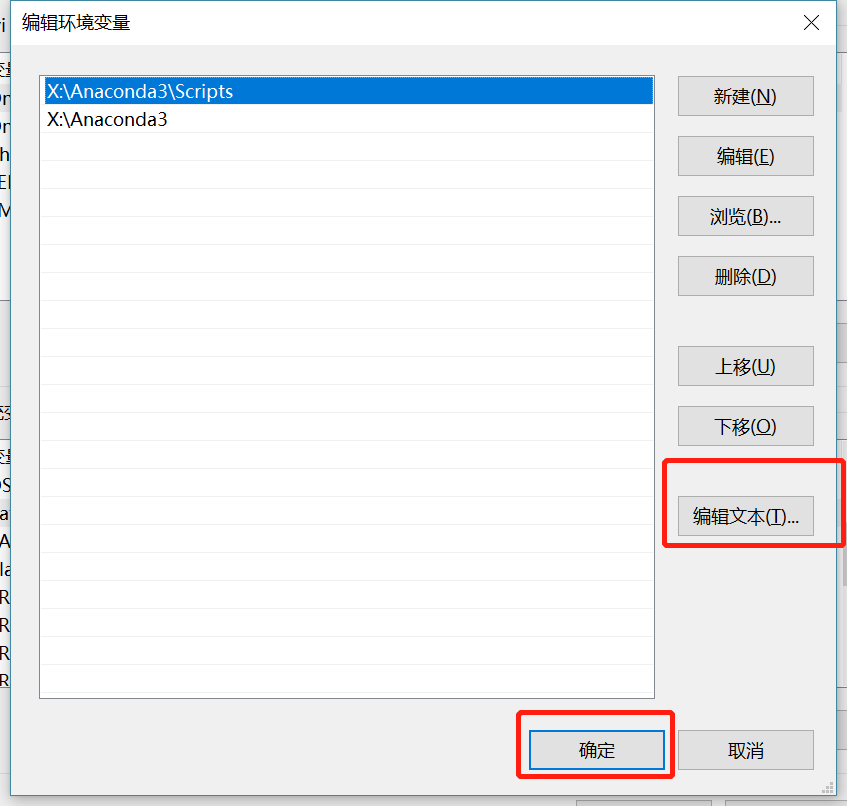 编辑环境变量
X:\Anaconda3\Scripts
X:\Anaconda3
新建(N)
编辑(E)
浏览(B)...
删除(D)
上移(U)
下移(O)
编辑文本(T)...
确定
取消